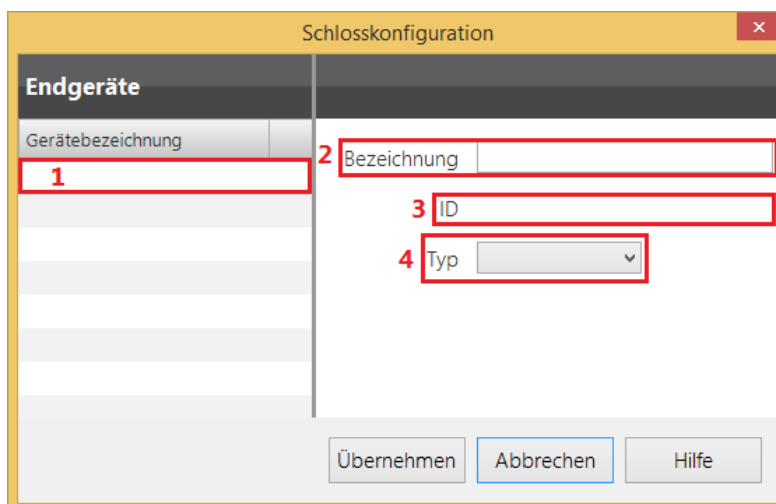 Schlosskonfiguration
Endgeräte
Gerätebezeichnung
1
2 Bezeichnung
3 ID
4 Typ
Übernehmen Abbrechen Hilfe